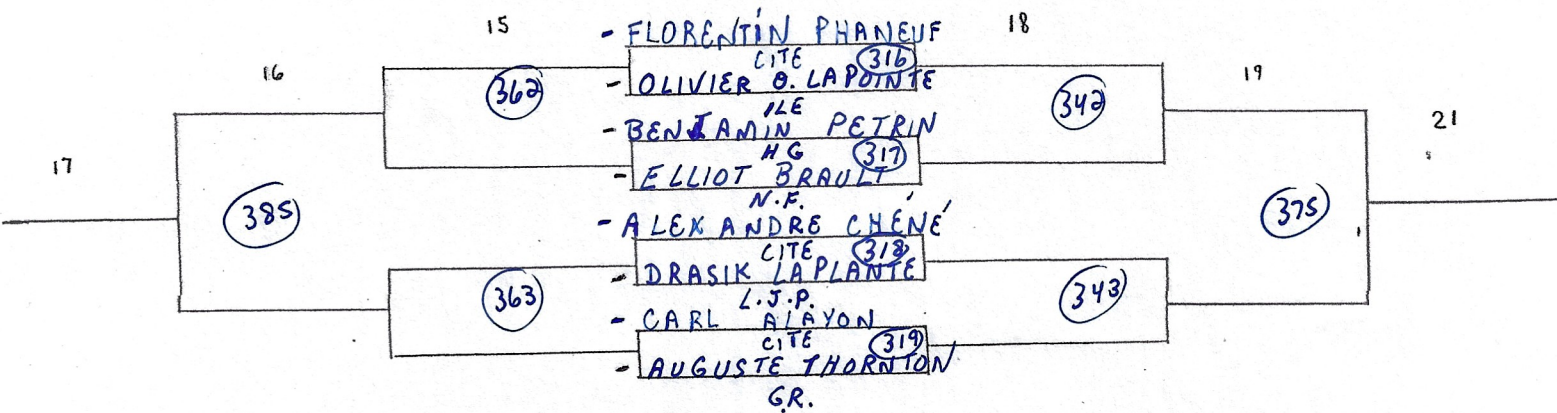 15
- FLORENTIN PHANEUF
18
16
CITE 316
19
362
- OLIVIER O. LAPOINTE
342
ILE
- BENJAMIN PETRIN
21
17
HG 317
- ELLIOT BRAULT
N.F.
385
- ALEXANDRE CHÉNÉ
375
CITE 318
- DRASIK LAPLANTE
363
L.J.P.
343
- CARL ALAYON
CITE 319
- AUGUSTE THORNTON
G.R.